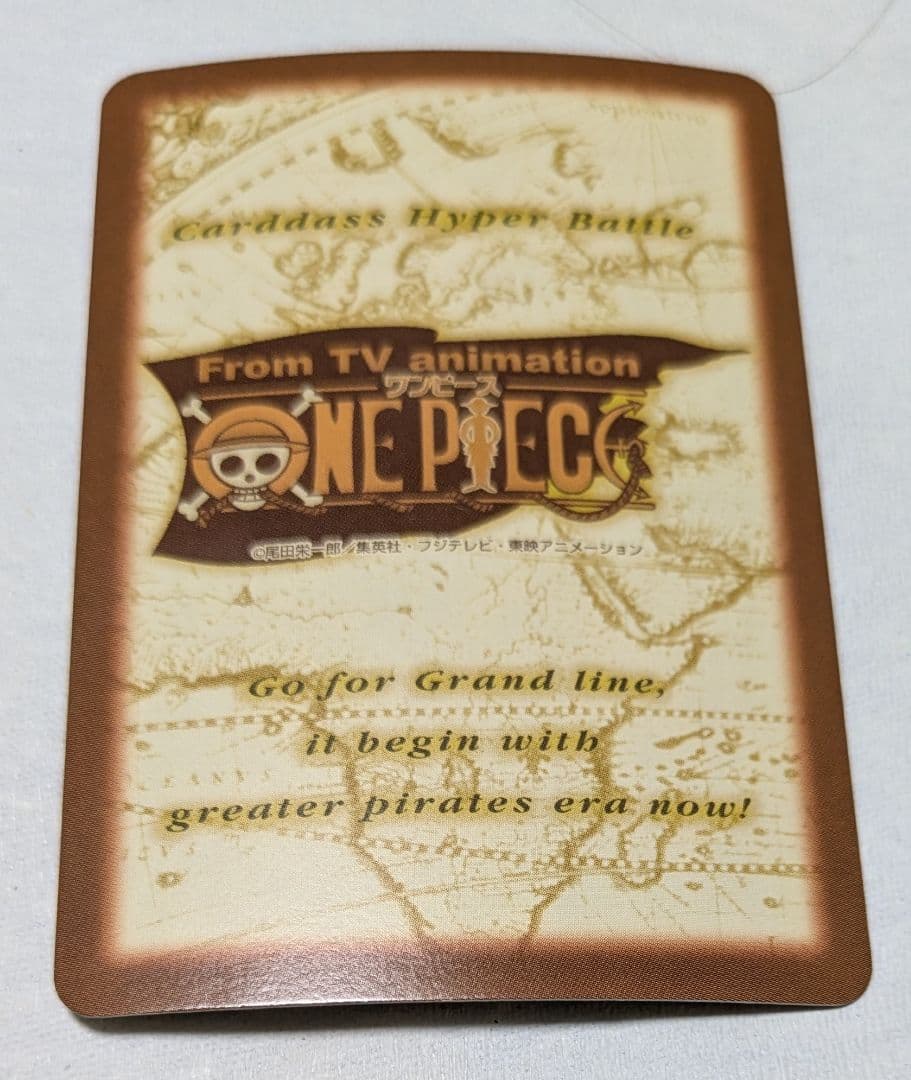 Carddass Hyper Battle
From TV animation
ワンピース
ONE PIECE
©尾田栄一郎／集英社・フジテレビ・東映アニメーション
Go for Grand line,
it begin with
greater pirates era now!